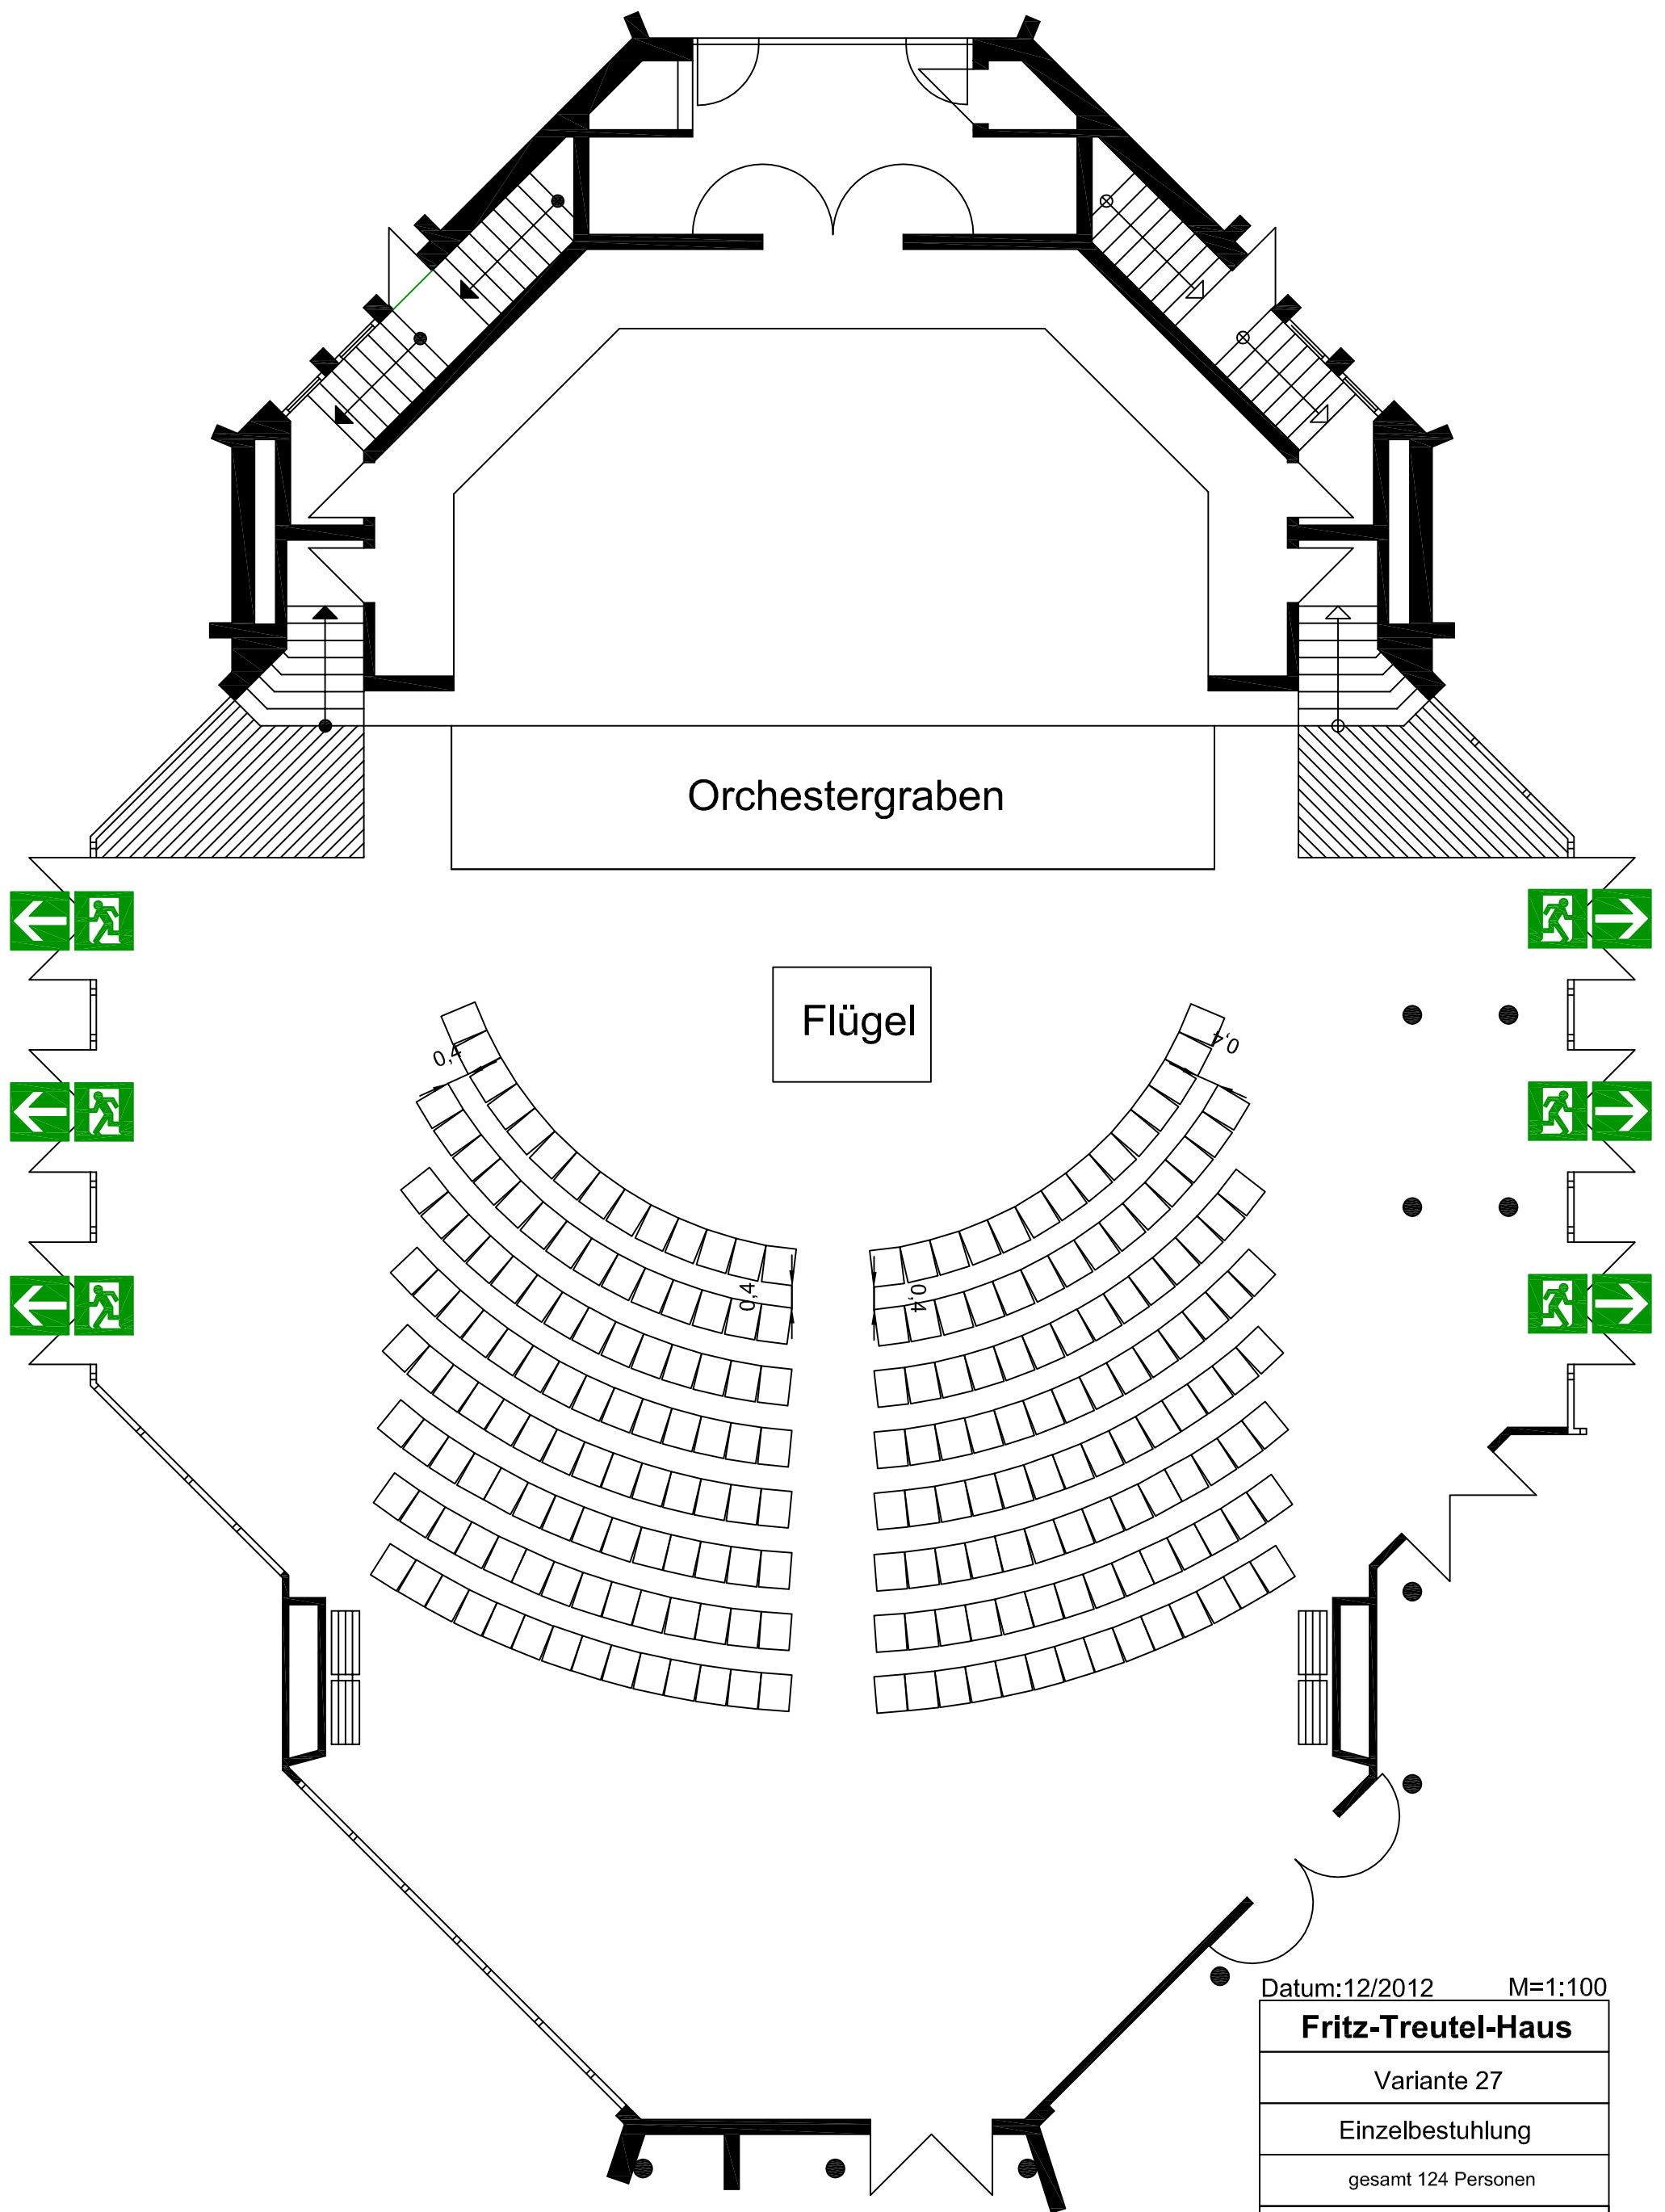 Orchestergraben
Flügel
0,4
0,4
0,4
0,4
Datum:12/2012 M=1:100
Fritz-Treutel-Haus
Variante 27
Einzelbestuhlung
gesamt 124 Personen